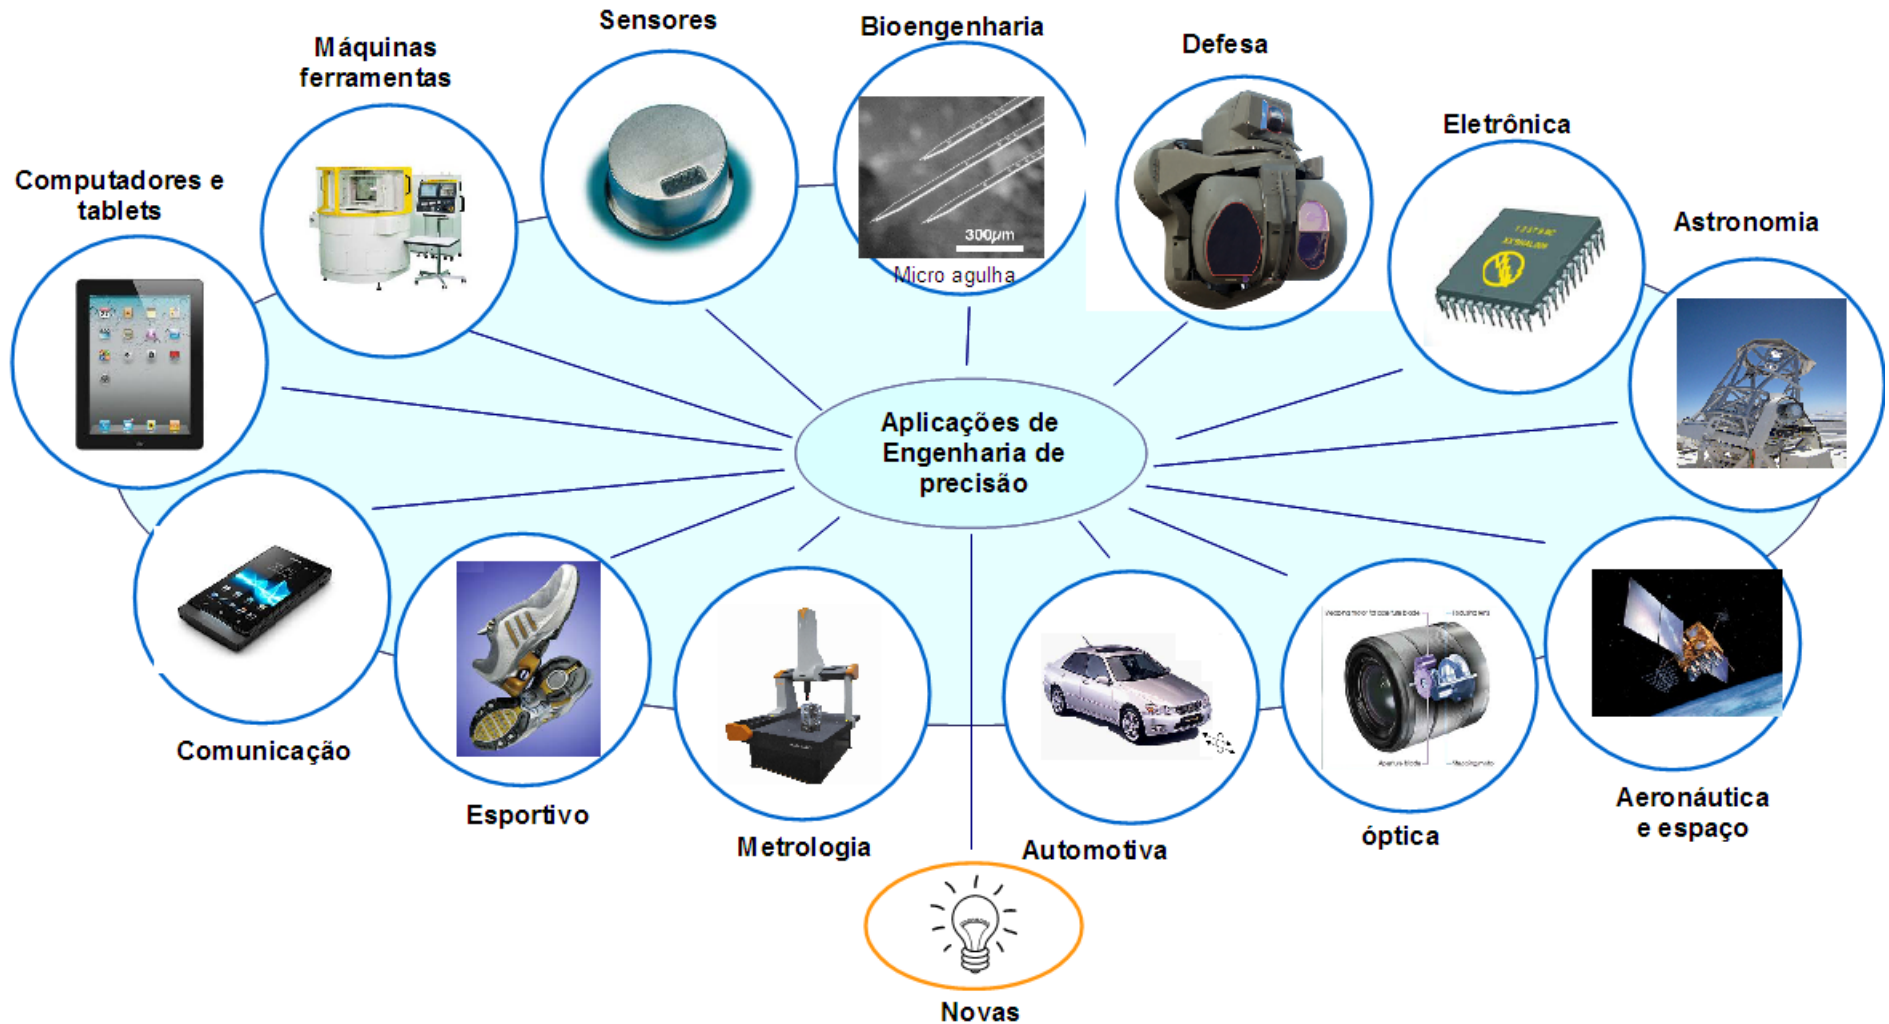 Sensores
Bioengenharia
Defesa
Máquinas
ferramentas
Eletrônica
Computadores e
tablets
Astronomia
300µm
Micro agulha
Aplicações de
Engenharia de
precisão
Comunicação
Esportivo
Metrologia
Automotiva
óptica
Aeronáutica
e espaço
Novas